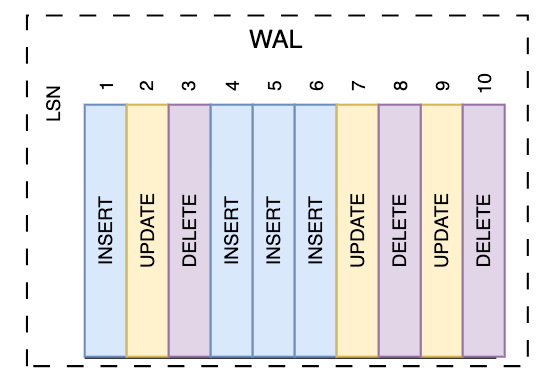 WAL
LSN
1 2 3 4 5 6 7 8 9 10
INSERT
UPDATE
DELETE
INSERT
INSERT
INSERT
UPDATE
DELETE
UPDATE
DELETE